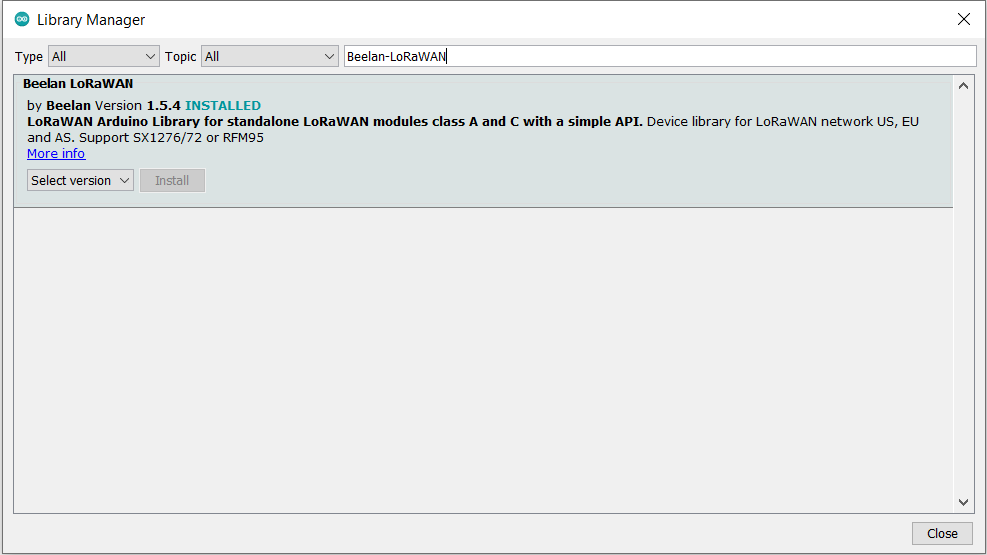 Library Manager
Type All Topic All Beelan-LoRaWAN
Beelan LoRaWAN
by Beelan Version 1.5.4 INSTALLED
LoRaWAN Arduino Library for standalone LoRaWAN modules class A and C with a simple API. Device library for LoRaWAN network US, EU
and AS. Support SX1276/72 or RFM95
More info
Select version Install
Close